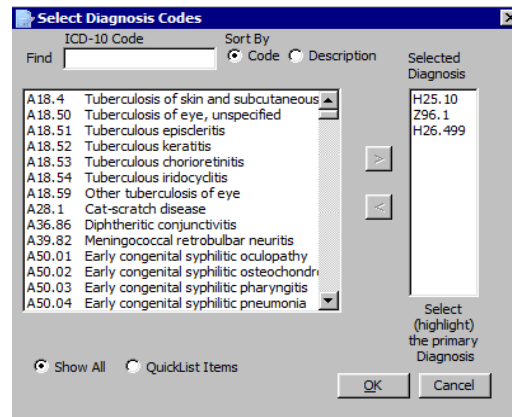 Select Diagnosis Codes
ICD-10 Code
Sort By
Find
Code
Description
Selected
Diagnosis
A18.4 Tuberculosis of skin and subcutaneous
A18.50 Tuberculosis of eye, unspecified
A18.51 Tuberculous episcleritis
A18.52 Tuberculous keratitis
A18.53 Tuberculous chorioretinitis
A18.54 Tuberculous iridocyclitis
A18.59 Other tuberculosis of eye
A28.1 Cat-scratch disease
A36.86 Diphtheritic conjunctivitis
A39.82 Meningococcal retrobulbar neuritis
A50.01 Early congenital syphilitic oculopathy
A50.02 Early congenital syphilitic osteochondr
A50.03 Early congenital syphilitic pharyngitis
A50.04 Early congenital syphilitic pneumonia
>
<
H25.10
Z96.1
H26.499
Select
(highlight)
the primary
Diagnosis
Show All
QuickList Items
OK
Cancel